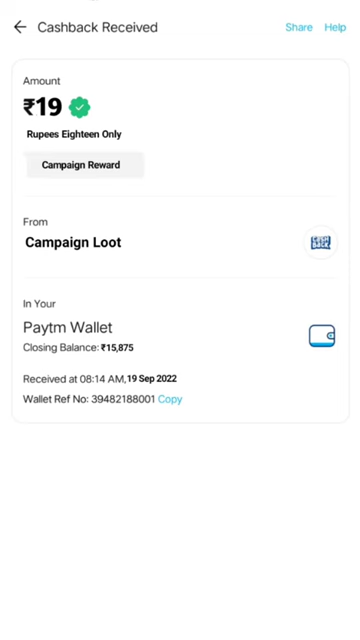 Cashback Received
Share Help
Amount
₹19
Rupees Eighteen Only
Campaign Reward
From
Campaign Loot
In Your
Paytm Wallet
Closing Balance: ₹15,875
Received at 08:14 AM,19 Sep 2022
Wallet Ref No: 39482188001 Copy